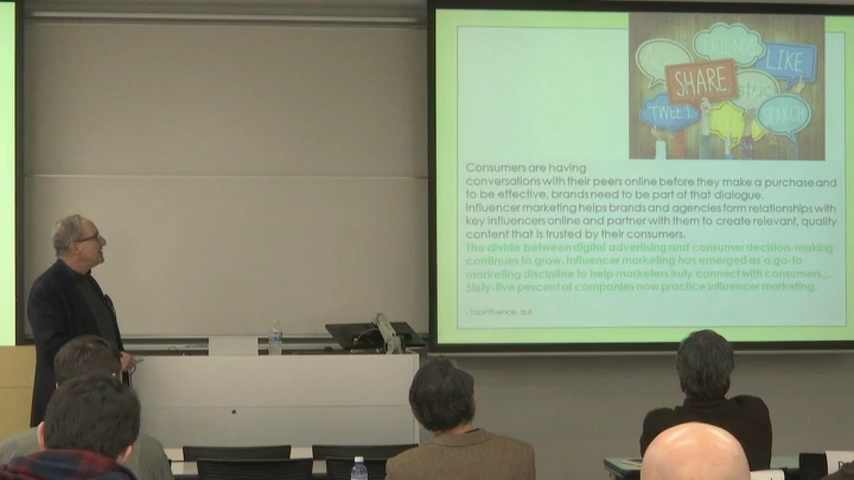 FRIENDS
LIKE
SHARE
TWEET
SEARCH
Consumers are having
conversations with their peers online before they make a purchase and
to be effective, brands need to be part of that dialogue.
Influencer marketing helps brands and agencies form relationships with
key influencers online and partner with them to create relevant, quality
content that is trusted by their consumers.
The divide between digital advertising and consumer decision-making
continues to grow. Influencer marketing has emerged as a go-to
marketing discipline to help marketers truly connect with consumers…
Sixty-five percent of companies now practice influencer marketing.